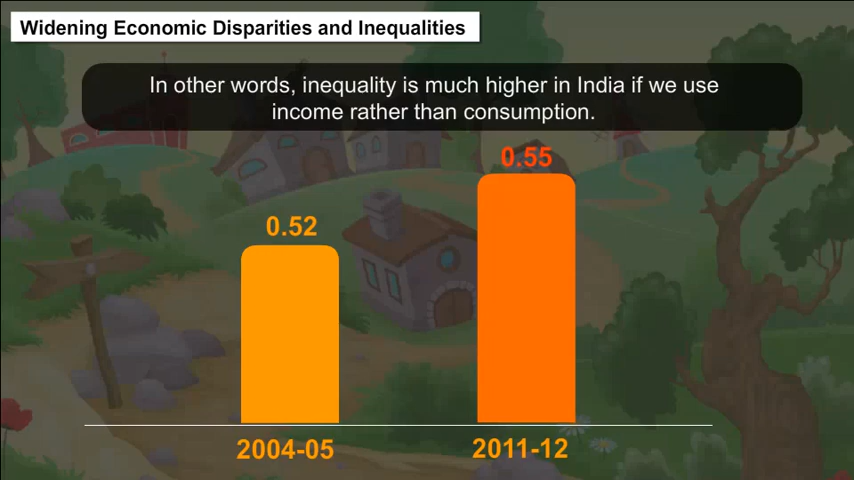 Widening Economic Disparities and Inequalities
In other words, inequality is much higher in India if we use
income rather than consumption.
0.55
0.52
2004-05
2011-12